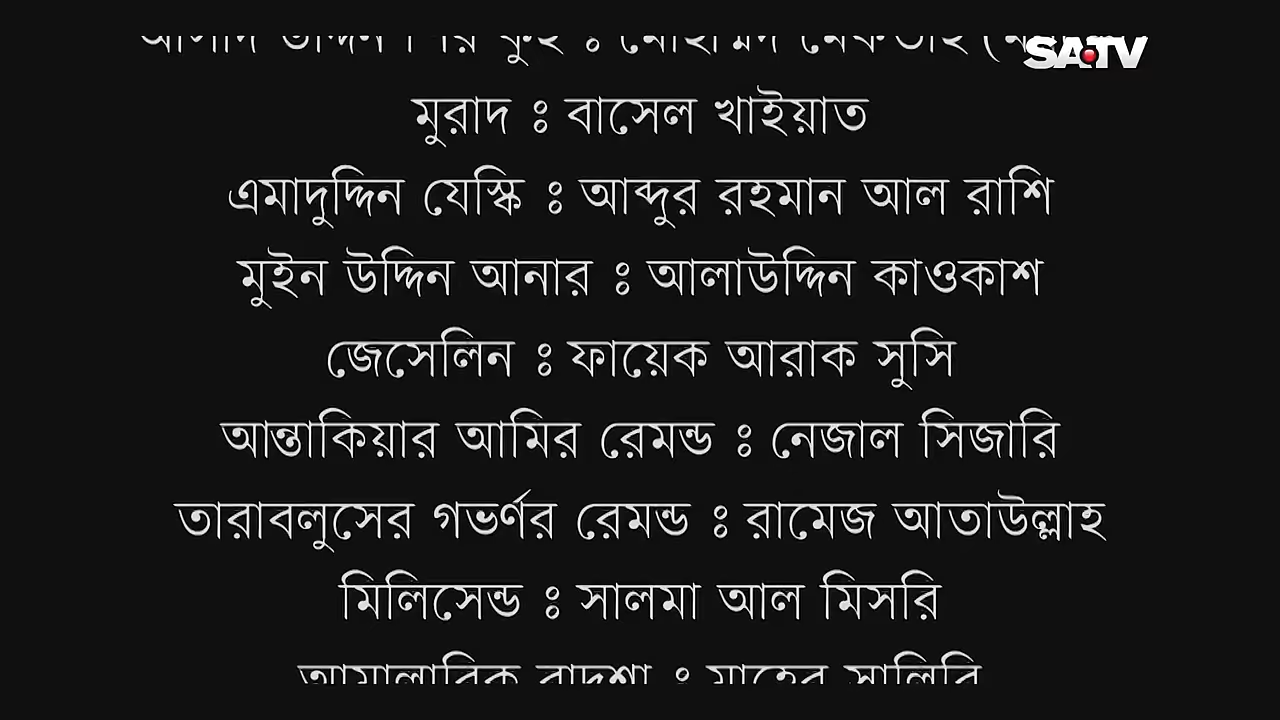 SATV
মুরাদ ঃ বাসেল খাইয়াত
এমাদুদ্দিন যেস্কি ঃ আব্দুর রহমান আল রাশি
মুইন উদ্দিন আনার ঃ আলাউদ্দিন কাওকাশ
জেসেলিন ঃ ফায়েক আরাক সুসি
আন্তাকিয়ার আমির রেমন্ড ঃ নেজাল সিজারি
তারাবলুসের গভর্ণর রেমন্ড ঃ রামেজ আতাউল্লাহ
মিলিসেন্ড ঃ সালমা আল মিসরি